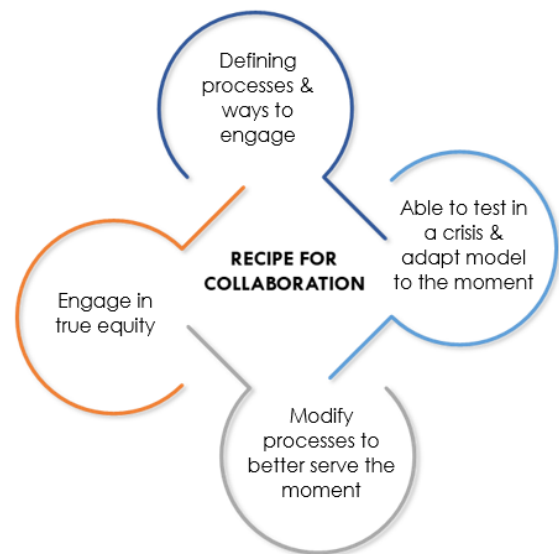 Defining
processes &
ways to
engage
Able to test in
a crisis &
adapt model
to the moment
RECIPE FOR
COLLABORATION
Engage in
true equity
Modify
processes to
better serve the
moment